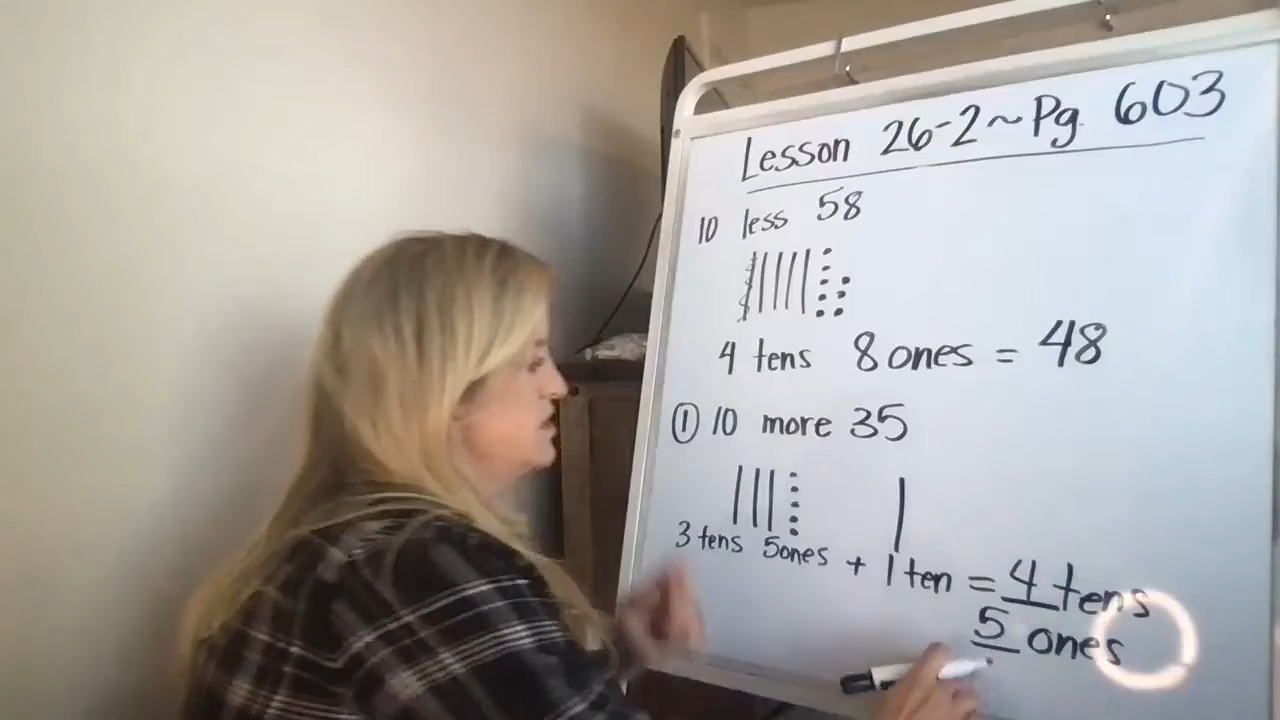 Lesson 26-2~Pg. 603
10 less 58
4 tens 8 ones = 48
① 10 more 35
3 tens 5 ones + 1 ten = 4 tens
5 ones